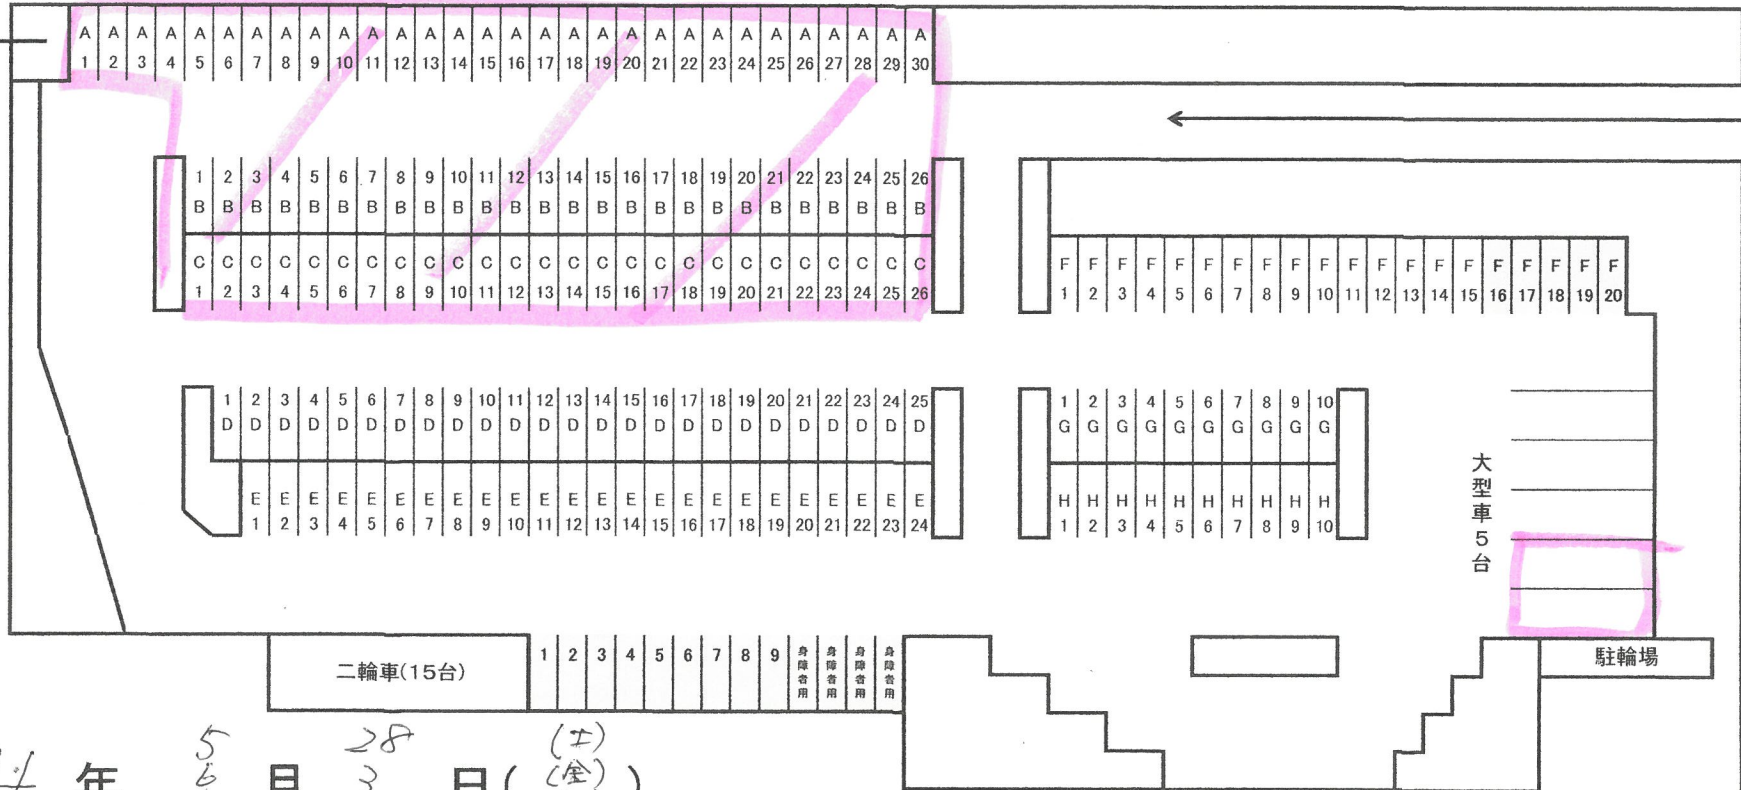 A A A A A A A A A A A A A A A A A A A A A A A A A A A A A A
1 2 3 4 5 6 7 8 9 10 11 12 13 14 15 16 17 18 19 20 21 22 23 24 25 26 27 28 29 30
1 2 3 4 5 6 7 8 9 10 11 12 13 14 15 16 17 18 19 20 21 22 23 24 25 26
B B B B B B B B B B B B B B B B B B B B B B B B B B
C C C C C C C C C C C C C C C C C C C C C C C C C C
1 2 3 4 5 6 7 8 9 10 11 12 13 14 15 16 17 18 19 20 21 22 23 24 25 26
F F F F F F F F F F F F F F F F F F F F
1 2 3 4 5 6 7 8 9 10 11 12 13 14 15 16 17 18 19 20
1 2 3 4 5 6 7 8 9 10 11 12 13 14 15 16 17 18 19 20 21 22 23 24 25
D D D D D D D D D D D D D D D D D D D D D D D D D
E E E E E E E E E E E E E E E E E E E E E E E E
1 2 3 4 5 6 7 8 9 10 11 12 13 14 15 16 17 18 19 20 21 22 23 24
1 2 3 4 5 6 7 8 9 10
G G G G G G G G G G
H H H H H H H H H H
1 2 3 4 5 6 7 8 9 10
大型車5台
二輪車(15台)
1 2 3 4 5 6 7 8 9 身障者用 身障者用 身障者用 身障者用
駐輪場
5 28 (土)
年 6 月 3 日((金))